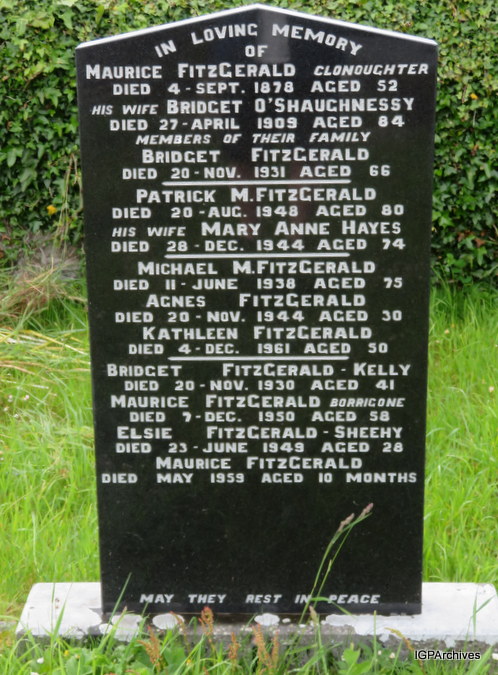 IN LOVING MEMORY
OF
MAURICE FITZGERALD CLONOUGHTER
DIED 4-SEPT. 1878 AGED 52
HIS WIFE BRIDGET O'SHAUGHNESSY
DIED 27-APRIL 1909 AGED 84
MEMBERS OF THEIR FAMILY
BRIDGET FITZGERALD
DIED 20-NOV. 1931 AGED 66
PATRICK M.FITZGERALD
DIED 20-AUG. 1948 AGED 80
HIS WIFE MARY ANNE HAYES
DIED 28-DEC. 1944 AGED 74
MICHAEL M.FITZGERALD
DIED 11-JUNE 1938 AGED 75
AGNES FITZGERALD
DIED 20-NOV. 1944 AGED 30
KATHLEEN FITZGERALD
DIED 4-DEC. 1961 AGED 50
BRIDGET FITZGERALD-KELLY
DIED 20-NOV. 1930 AGED 41
MAURICE FITZGERALD BORRIGONE
DIED 7-DEC. 1950 AGED 58
ELSIE FITZGERALD-SHEEHY
DIED 23-JUNE 1949 AGED 28
MAURICE FITZGERALD
DIED MAY 1959 AGED 10 MONTHS
MAY THEY REST IN PEACE
IGPArchives